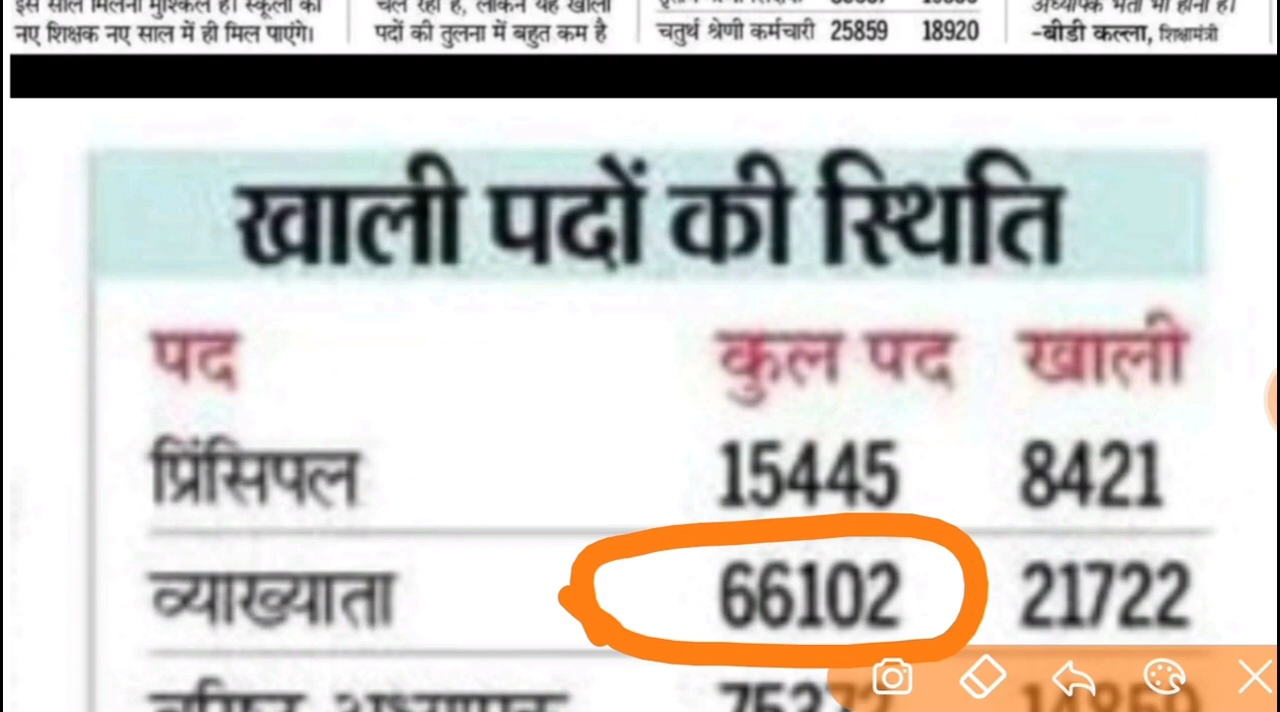 नए शिक्षक नए साल में ही मिल पाएंगे।
पदों की तुलना में बहुत कम है
चतुर्थ श्रेणी कर्मचारी 25859 18920
-बीडी कल्ला, शिक्षामंत्री
खाली पदों की स्थिति
पद कुल पद खाली
प्रिंसिपल 15445 8421
व्याख्याता 66102 21722